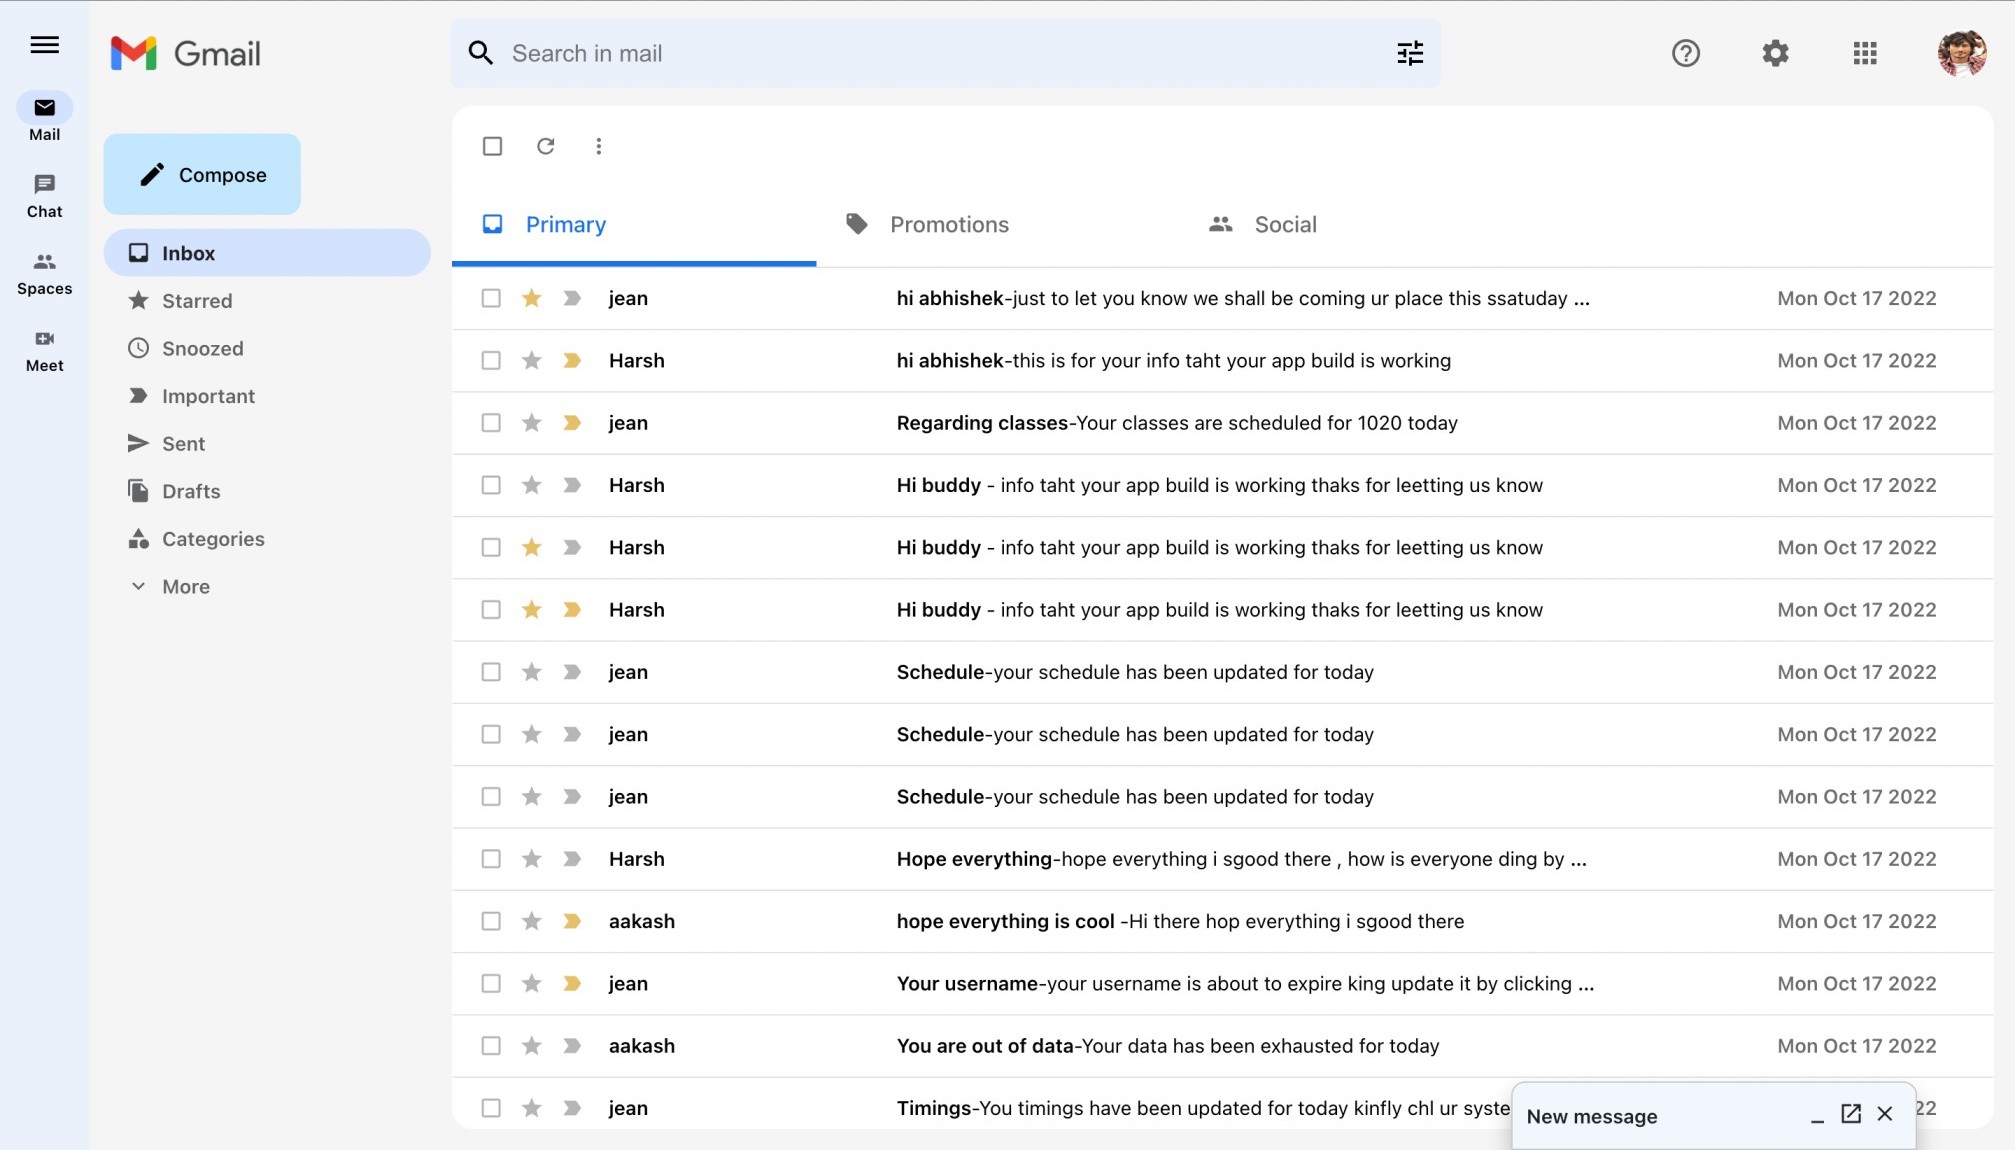 Gmail
Search in mail
Mail
Compose
Chat
Primary
Promotions
Social
Inbox
Spaces
Starred
jean
hi abhishek-just to let you know we shall be coming ur place this ssatuday ...
Mon Oct 17 2022
Snoozed
Meet
Harsh
hi abhishek-this is for your info taht your app build is working
Mon Oct 17 2022
Important
jean
Regarding classes-Your classes are scheduled for 1020 today
Mon Oct 17 2022
Sent
Drafts
Harsh
Hi buddy - info taht your app build is working thaks for leetting us know
Mon Oct 17 2022
Categories
Harsh
Hi buddy - info taht your app build is working thaks for leetting us know
Mon Oct 17 2022
More
Harsh
Hi buddy - info taht your app build is working thaks for leetting us know
Mon Oct 17 2022
jean
Schedule-your schedule has been updated for today
Mon Oct 17 2022
jean
Schedule-your schedule has been updated for today
Mon Oct 17 2022
jean
Schedule-your schedule has been updated for today
Mon Oct 17 2022
Harsh
Hope everything-hope everything i sgood there , how is everyone ding by ...
Mon Oct 17 2022
aakash
hope everything is cool -Hi there hop everything i sgood there
Mon Oct 17 2022
jean
Your username-your username is about to expire king update it by clicking ...
Mon Oct 17 2022
aakash
You are out of data-Your data has been exhausted for today
Mon Oct 17 2022
jean
Timings-You timings have been updated for today kinfly chl ur syste
22
New message